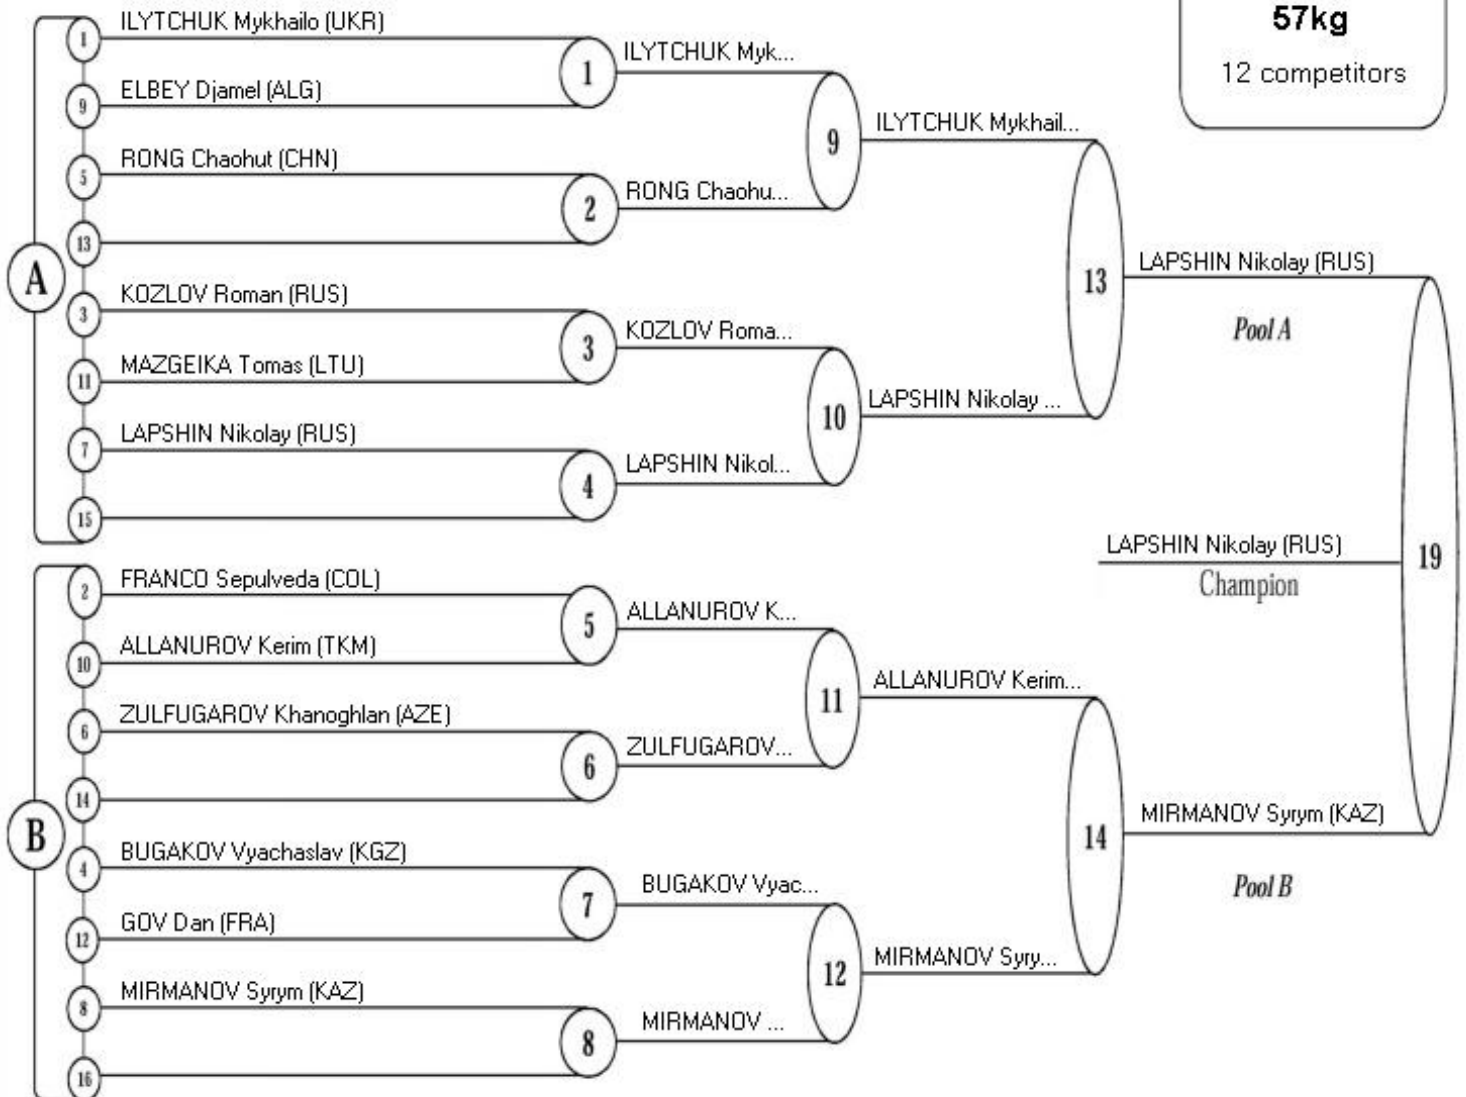 57kg
12 competitors
A
1
ILYTCHUK Mykhailo (UKR)
9
ELBEY Djamel (ALG)
5
RONG Chaohut (CHN)
13
3
KOZLOV Roman (RUS)
11
MAZGEIKA Tomas (LTU)
7
LAPSHIN Nikolay (RUS)
15
B
2
FRANCO Sepulveda (COL)
10
ALLANUROV Kerim (TKM)
6
ZULFUGAROV Khanoghlan (AZE)
14
4
BUGAKOV Vyachaslav (KGZ)
12
GOV Dan (FRA)
8
MIRMANOV Syrym (KAZ)
16
1
ILYTCHUK Myk...
2
RONG Chaohu...
3
KOZLOV Roma...
4
LAPSHIN Nikol...
5
ALLANUROV K...
6
ZULFUGAROV...
7
BUGAKOV Vyac...
8
MIRMANOV ...
9
ILYTCHUK Mykhail...
10
LAPSHIN Nikolay ...
11
ALLANUROV Kerim...
12
MIRMANOV Syry...
13
LAPSHIN Nikolay (RUS)
Pool A
14
MIRMANOV Syrym (KAZ)
Pool B
19
LAPSHIN Nikolay (RUS)
Champion